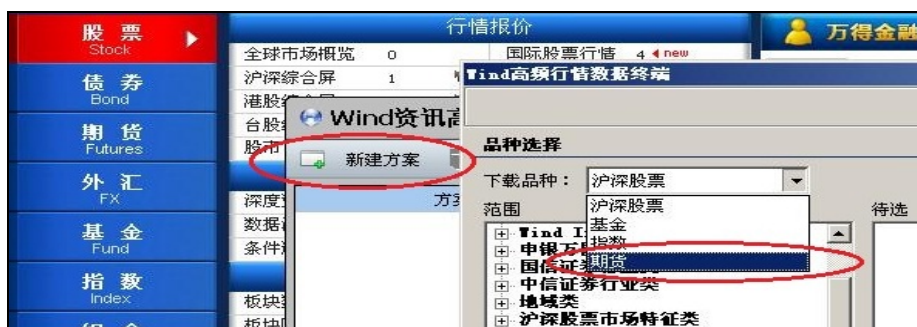 股 票
Stock
债 券
Bond
期 货
Futures
外 汇
FX
基 金
Fund
指 数
Index
行情报价
全球市场概览 0
国际股票行情 4 new
沪深综合屏 1
港股
台股
股市
深度
数据
条件
板块
板块
万得金融
Wind资讯高
新建方案
方案
Wind高频行情数据终端
品种选择
下载品种： 沪深股票
沪深股票
基金
指数
期货
范围
待选
Wind
申银万
国信证
中信证券行业类
地域类
沪深股票市场特征类